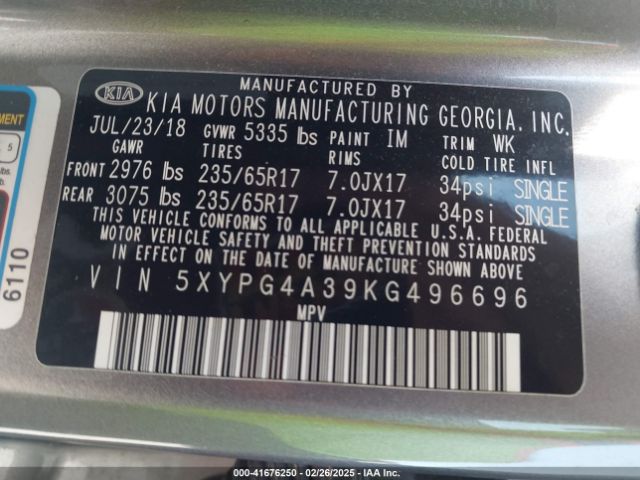 MANUFACTURED BY
KIA KIA MOTORS MANUFACTURING GEORGIA, INC.
JUL/23/18 GVWR 5335 lbs PAINT IM TRIM WK
GAWR TIRES RIMS COLD TIRE INFL
FRONT 2976 lbs 235/65R17 7.0JX17 34psi SINGLE
REAR 3075 lbs 235/65R17 7.0JX17 34psi SINGLE
THIS VEHICLE CONFORMS TO ALL APPLICABLE U.S.A. FEDERAL
MOTOR VEHICLE SAFETY AND THEFT PREVENTION STANDARDS
IN EFFECT ON THE DATE OF MANUFACTURE SHOWN ABOVE.
VIN 5XYPG4A39KG496696
MPV
5
6110
000-41676250 | 02/26/2025 | IAA Inc.